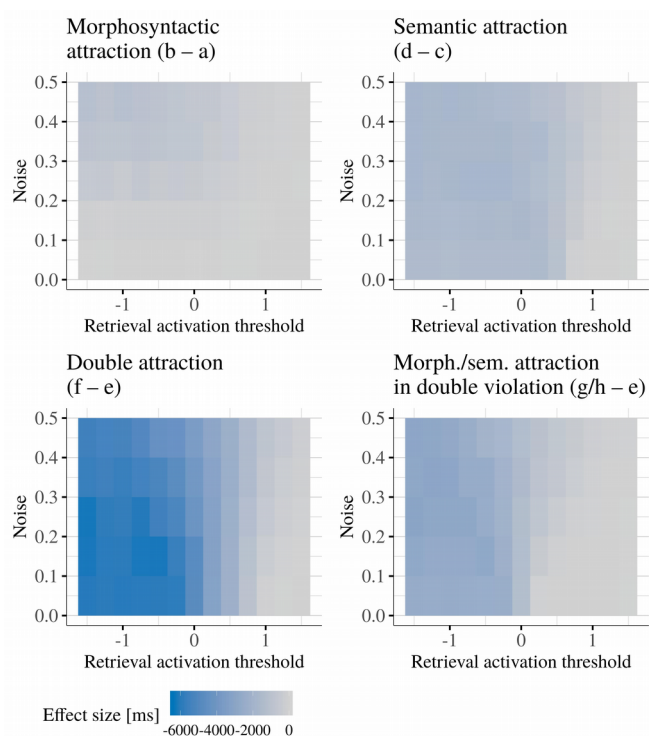 Morphosyntactic
attraction (b – a)
Semantic attraction
(d – c)
0.5
0.4
0.3
0.2
0.1
0.0
Noise
-1 0 1
Retrieval activation threshold
0.5
0.4
0.3
0.2
0.1
0.0
Noise
-1 0 1
Retrieval activation threshold
Double attraction
(f – e)
Morph./sem. attraction
in double violation (g/h – e)
0.5
0.4
0.3
0.2
0.1
0.0
Noise
-1 0 1
Retrieval activation threshold
0.5
0.4
0.3
0.2
0.1
0.0
Noise
-1 0 1
Retrieval activation threshold
Effect size [ms]
-6000 -4000 -2000 0